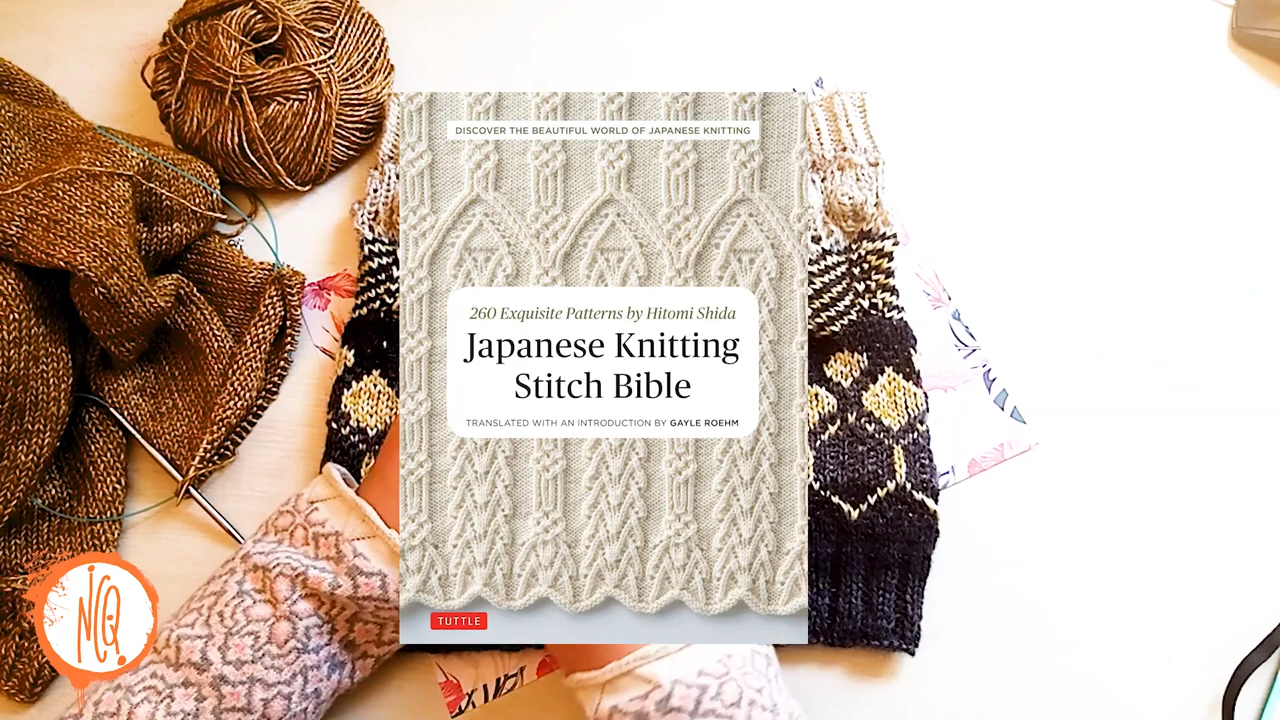 DISCOVER THE BEAUTIFUL WORLD OF JAPANESE KNITTING
260 Exquisite Patterns by Hitomi Shida
Japanese Knitting
Stitch Bible
TRANSLATED WITH AN INTRODUCTION BY GAYLE ROEHM
TUTTLE